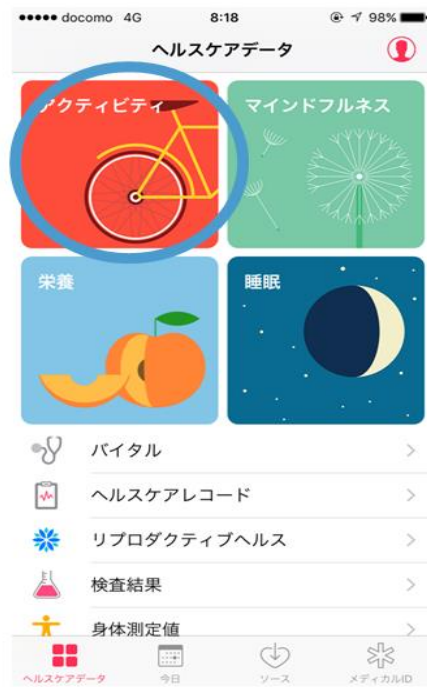 docomo 4G 8:18 98%
ヘルスケアデータ
アクティビティ
マインドフルネス
栄養
睡眠
バイタル
ヘルスケアレコード
リプロダクティブヘルス
検査結果
身体測定値
ヘルスケアデータ 今日 ソース メディカルID